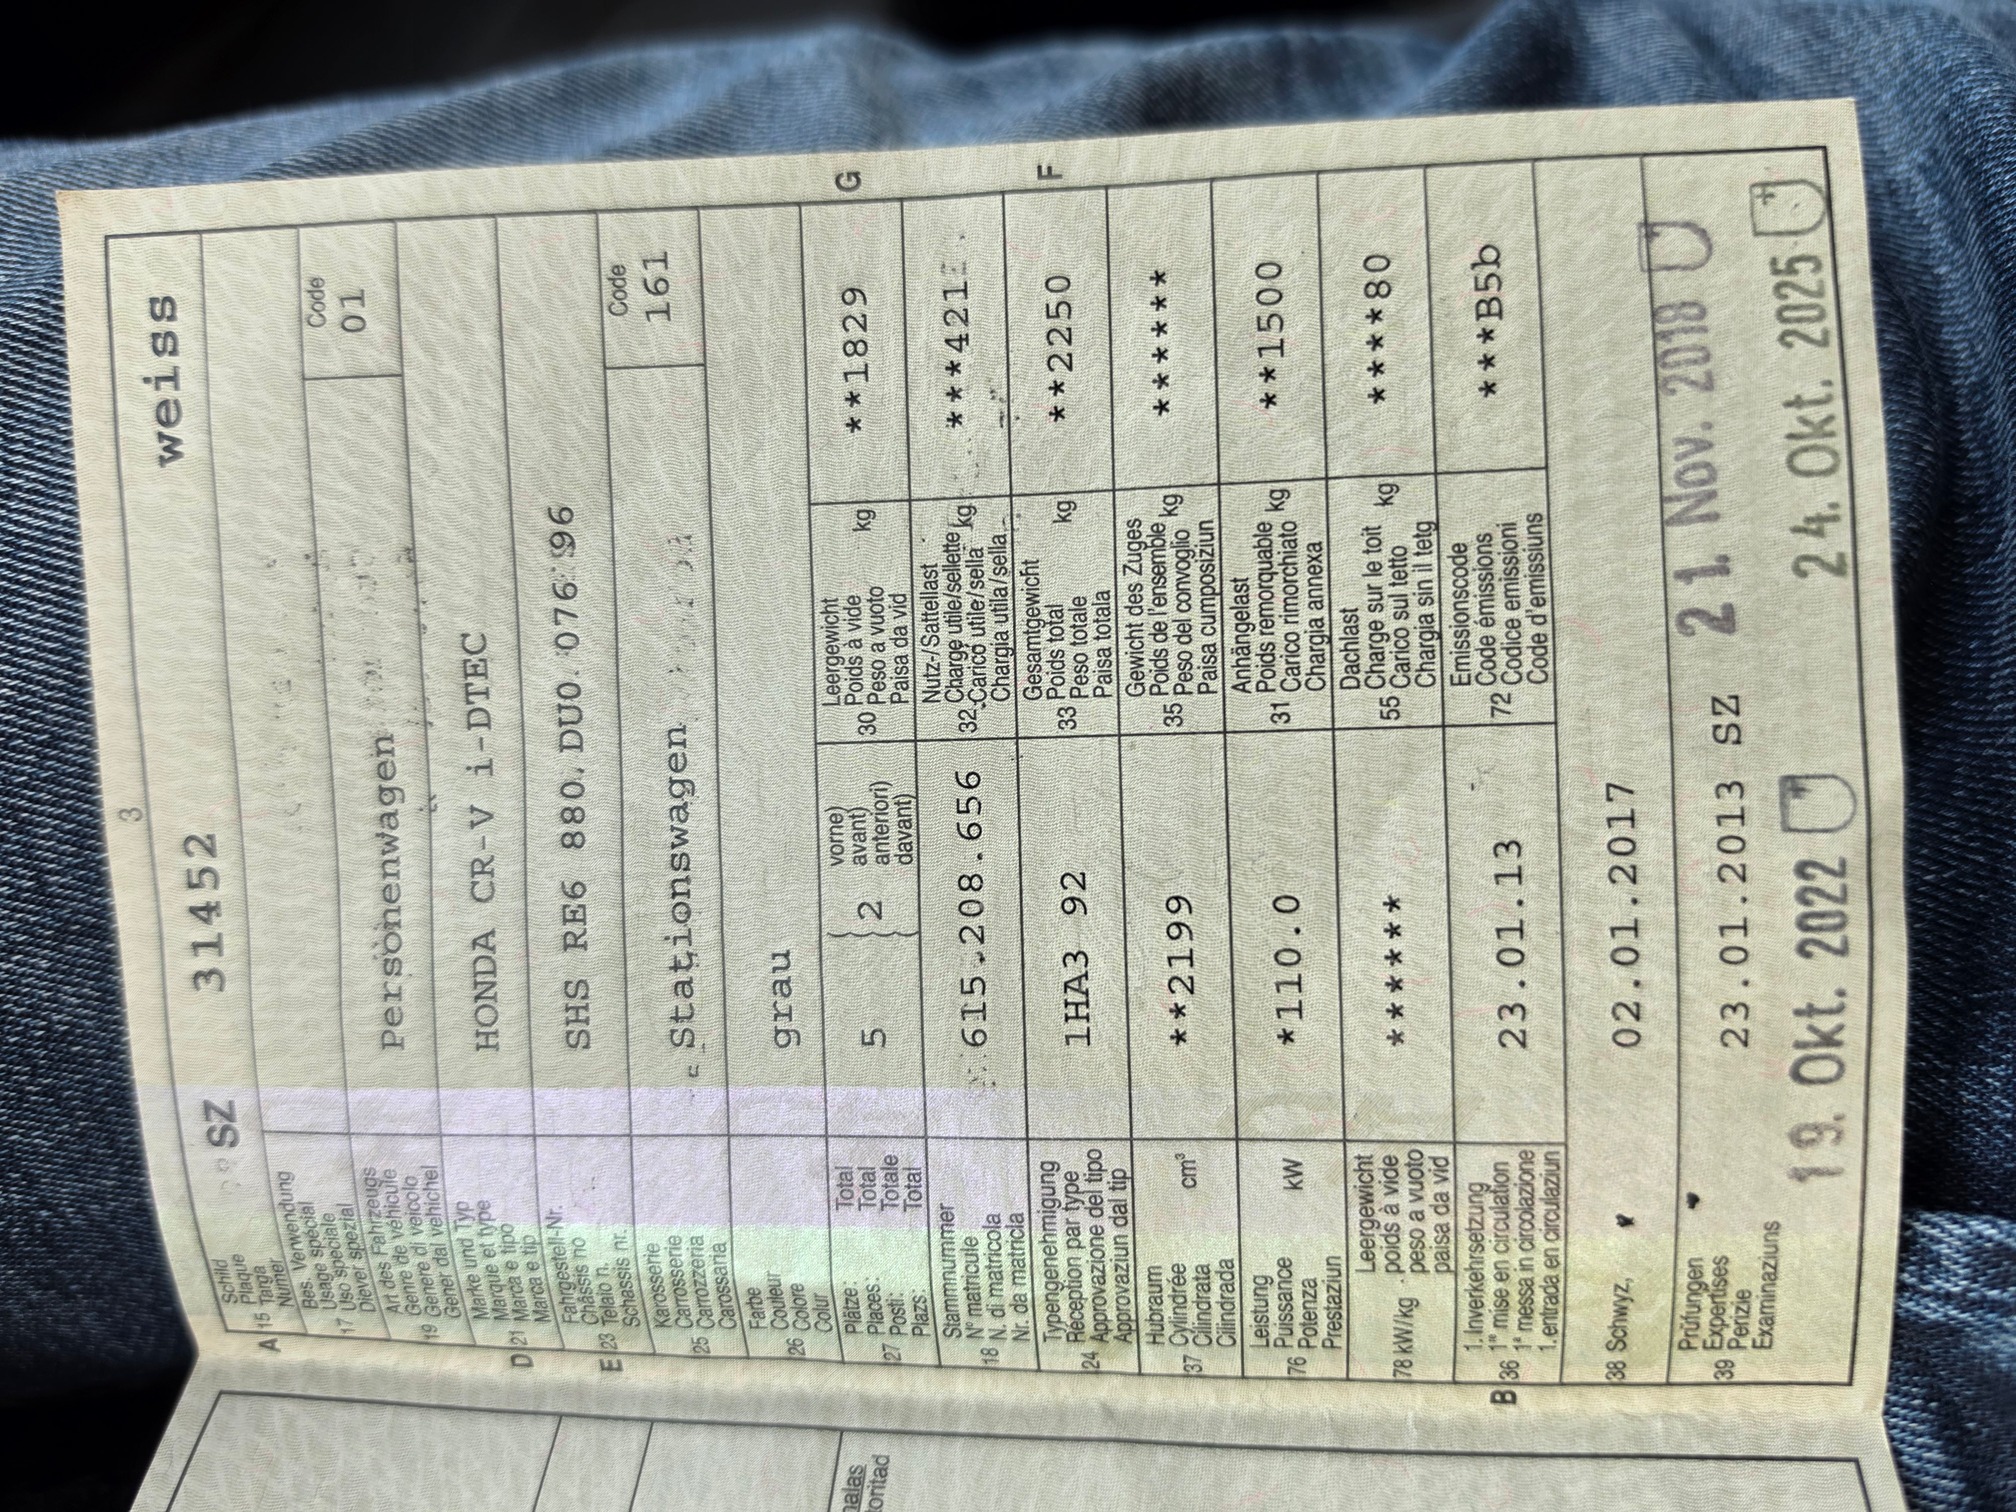 3
Schild
Plaque
A 15 Targa
Numer
SZ 31452 weiss
Bes. Verwendung
Usage spécial
17 Uso speciale
Diever spezial
Art des Fahrzeugs
Genre de véhicule
19 Genere di veicolo
Gener dal vehichel
Personenwagen
Code
01
Marke und Typ
Marque et type
D 21 Marca e tipo
Marca e tip
HONDA CR-V i-DTEC
Fahrgestell-Nr.
Châssis no
E 23 Telaio n.
Schassis nr.
SHS RE6 880.DU0.076
Karosserie
Carrosserie
25 Carrozzeria
Carossaria
Stationswagen
Code
161
Farbe
Couleur
26 Colore
Colur
grau
Plätze: Total
Places: Total
27 Posti: Totale
Plazs: Total
5
2
vorne)
avant)
anteriori)
davant)
Leergewicht
Poids à vide
30 Peso a vuoto kg
Paisa da vid
**1829 G
Stammnummer
N° matricule
18 N. di matricola
Nr. da matricla
615.208.656
Nutz-/Sattellast
Charge utile/sellette
32 Carico utile/sella kg
Chargia utila/sella
***421
Typengenehmigung
Réception par type
24 Approvazione del tipo
Approvaziun dal tip
1HA3 92
Gesamtgewicht
Poids total
33 Peso totale kg
Paisa totala
**2250 F
Hubraum
Cylindrée
37 Cilindrata cm³
Cilindrada
**2199
Gewicht des Zuges
Poids de l'ensemble
35 Peso del convoglio kg
Paisa cumposiziun
******
Leistung
Puissance
76 Potenza kW
Prestaziun
*110.0
Anhängelast
Poids remorquable
31 Carico rimorchiato kg
Chargia annexa
**1500
Leergewicht
poids à vide
78 kW/kg peso a vuoto
paisa da vid
******
Dachlast
Charge sur le toit
55 Carico sul tetto kg
Chargia sin il tetg
****80
1. Inverkehrsetzung
1re mise en circulation
B 36 1a messa in circolazione
1. entrada en circulaziun
23.01.13
Emissionscode
Code émissions
72 Codice emissioni
Code d'emissiuns
***B5b
38 Schwyz, 02.01.2017
Prüfungen
Expertises
39 Perizie
Examinaziuns
23.01.2013 SZ 21. Nov. 2018
19. Okt. 2022 24. Okt. 2025